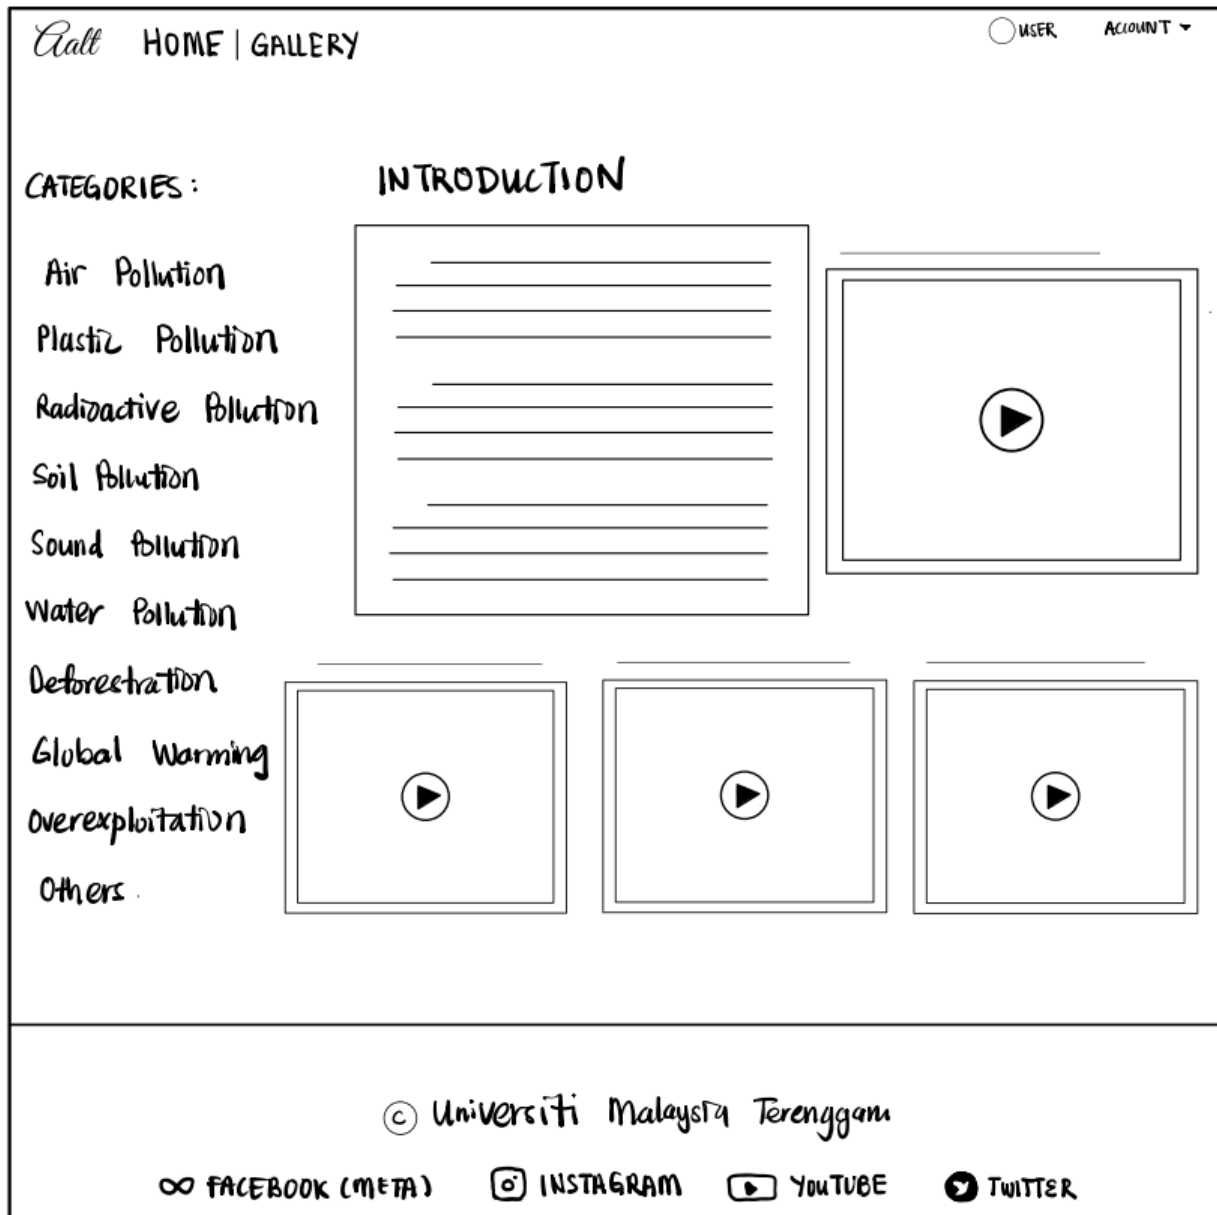 Aalt HOME | GALLERY USER ACCOUNT
CATEGORIES: INTRODUCTION
Air Pollution
Plastic Pollution
Radioactive Pollution
Soil Pollution
Sound Pollution
Water Pollution
Deforestration
Global Warming
Overexploitation
Others.
© Universiti Malaysia Terengganu
FACEBOOK (META) INSTAGRAM YOUTUBE TWITTER